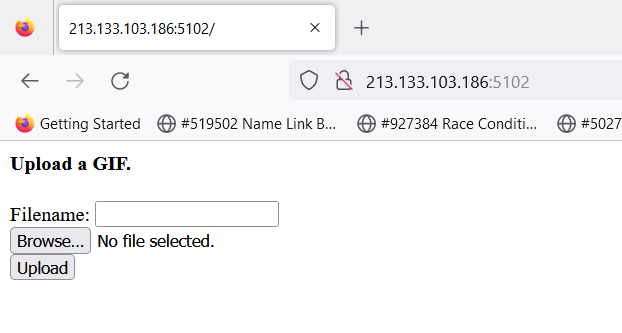 213.133.103.186:5102/
213.133.103.186:5102
Getting Started #519502 Name Link B... #927384 Race Conditi... #5027
Upload a GIF.
Filename:
Browse... No file selected.
Upload